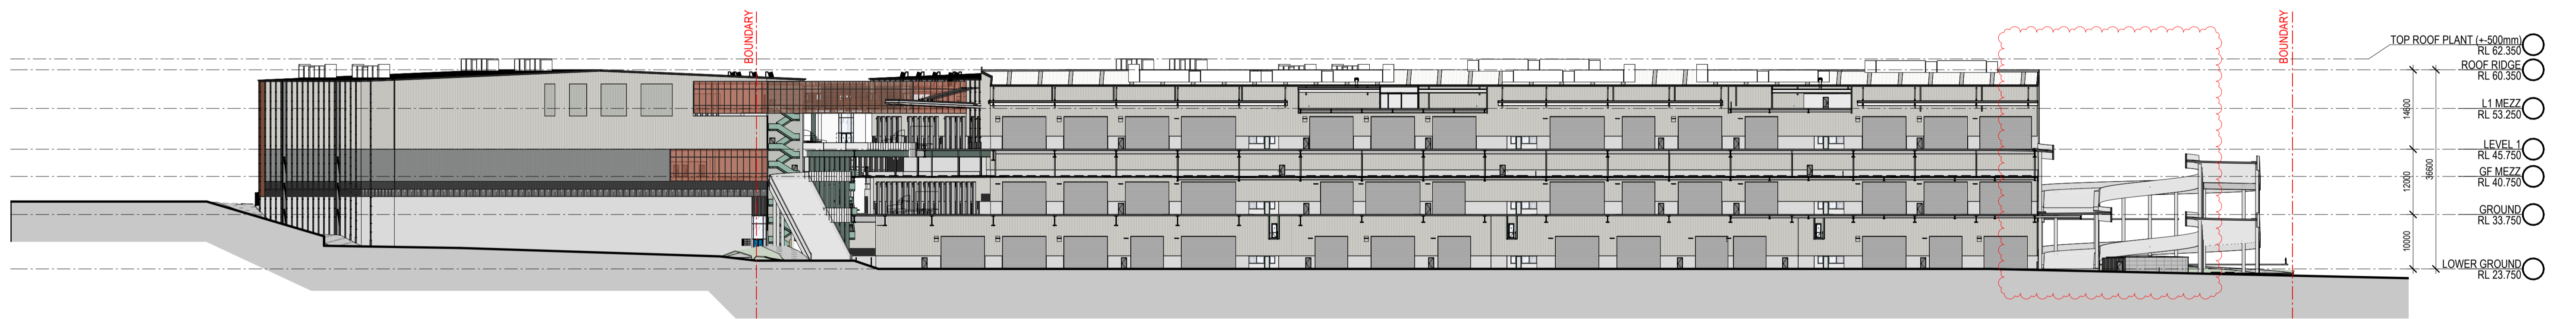 BOUNDARY
BOUNDARY
TOP ROOF PLANT (+-500mm)
RL 62.350
ROOF RIDGE
RL 60.350
L1 MEZZ
RL 53.250
LEVEL 1
RL 45.750
GF MEZZ
RL 40.750
GROUND
RL 33.750
LOWER GROUND
RL 23.750
14600
12000
10000
36600